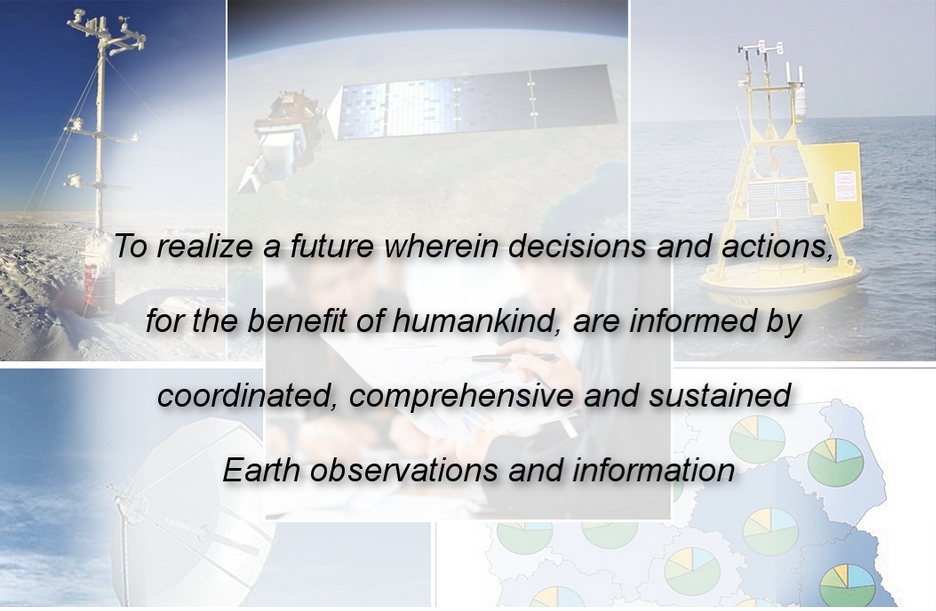 To realize a future wherein decisions and actions,
for the benefit of humankind, are informed by
coordinated, comprehensive and sustained
Earth observations and information